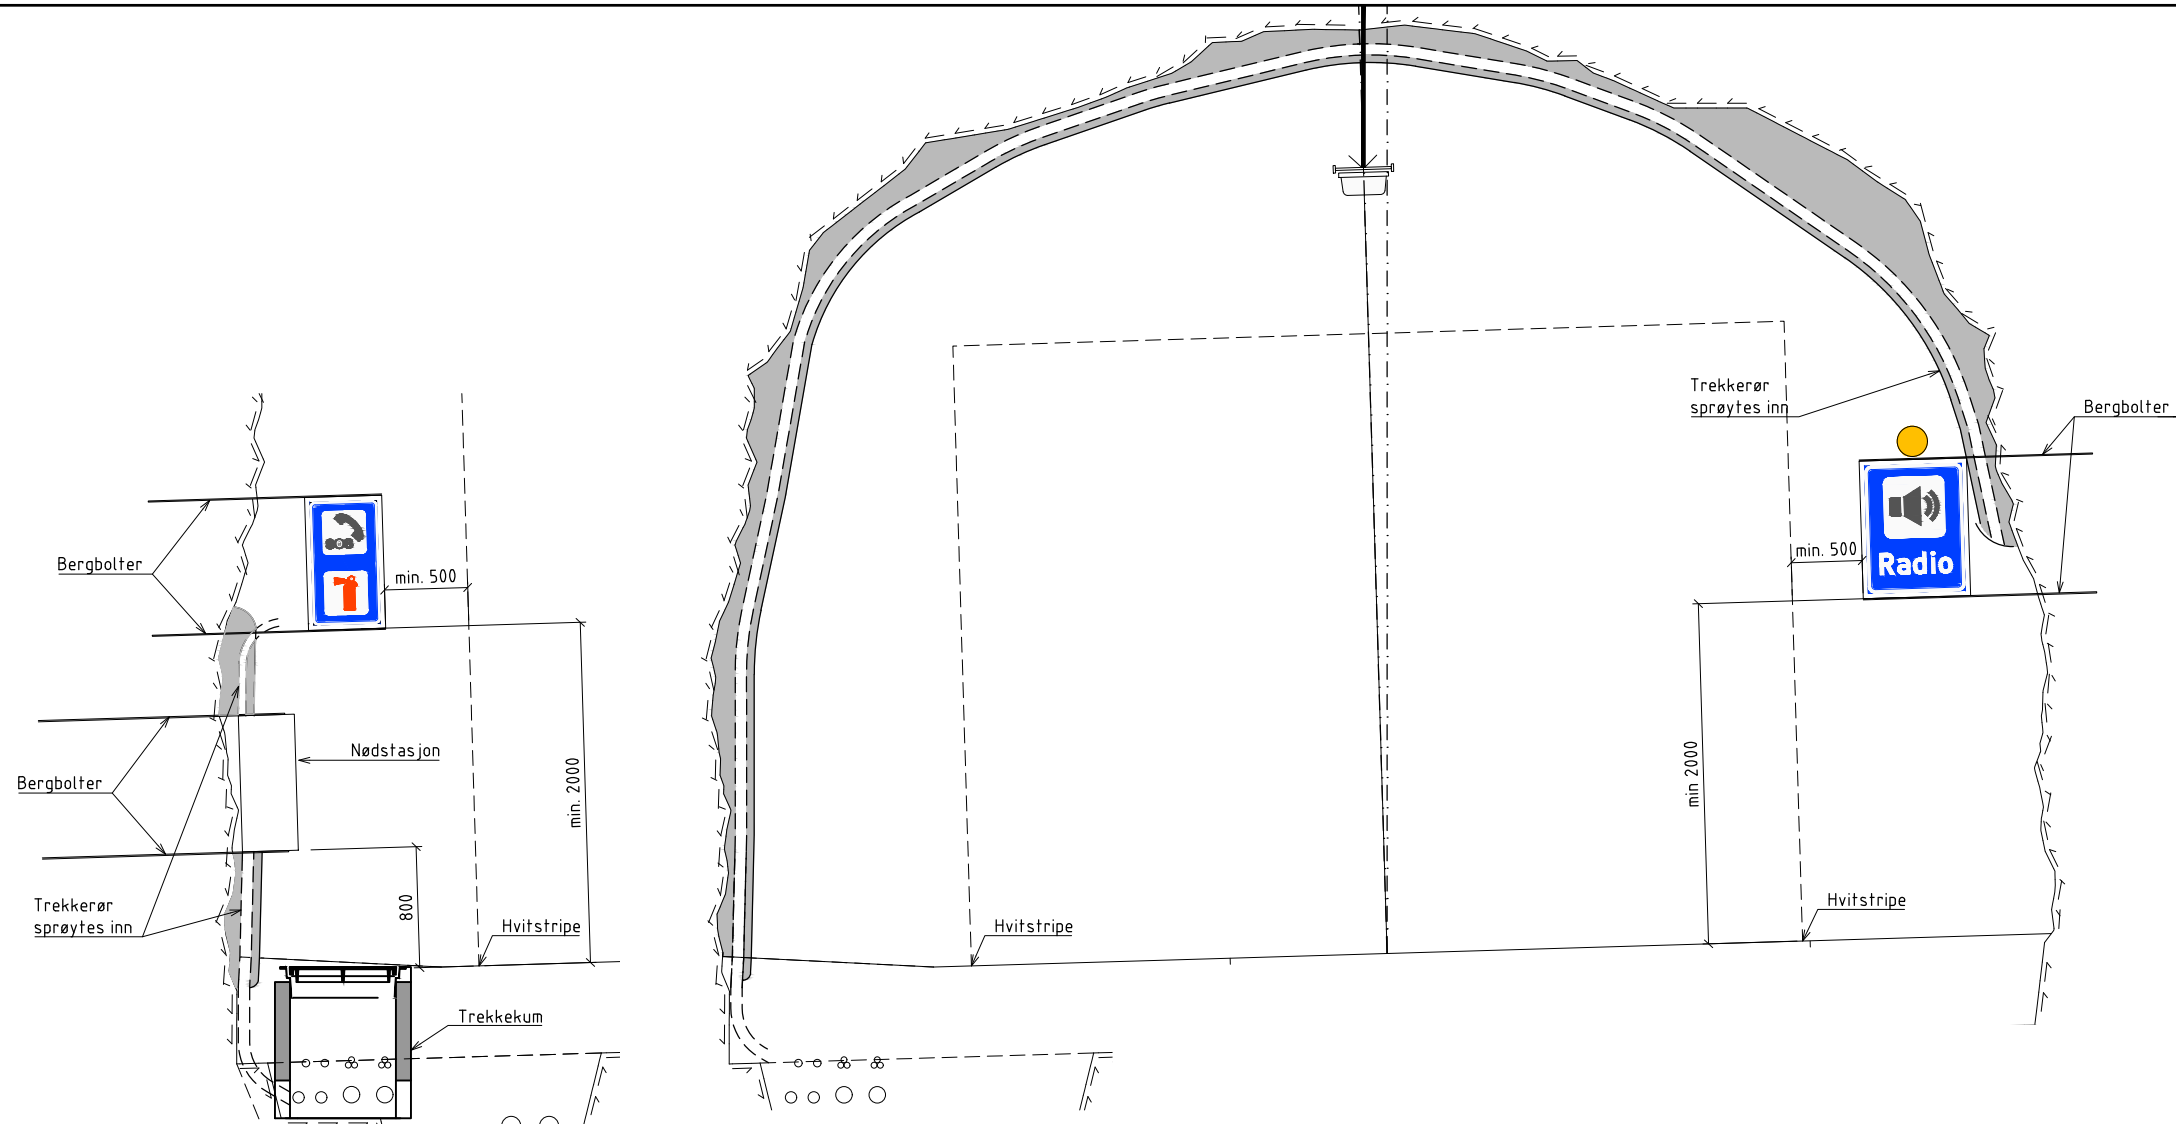 Bergbolter
SOS
min. 500
Bergbolter
Nødstasjon
min. 2000
800
Trekkerør
sprøytes inn
Hvitstripe
Trekkekum
Trekkerør
sprøytes inn
Bergbolter
min. 500
Radio
min 2000
Hvitstripe
Hvitstripe